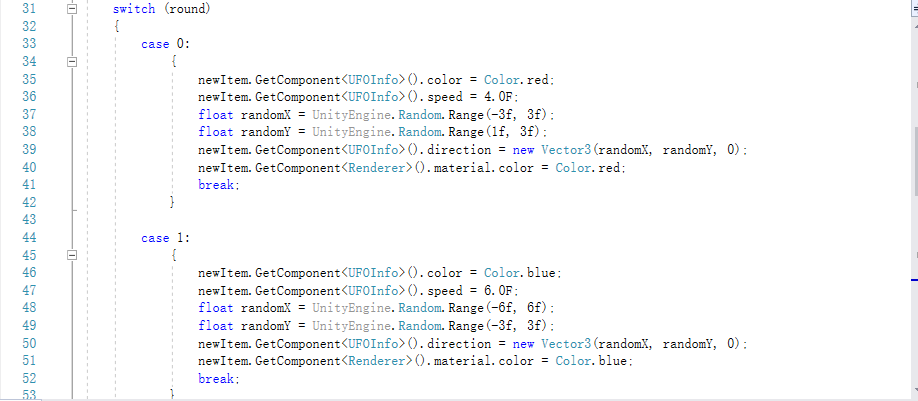 31 switch (round)
32 {
33 case 0:
34 {
35 newItem.GetComponent<UFOInfo>().color = Color.red;
36 newItem.GetComponent<UFOInfo>().speed = 4.0F;
37 float randomX = UnityEngine.Random.Range(-3f, 3f);
38 float randomY = UnityEngine.Random.Range(1f, 3f);
39 newItem.GetComponent<UFOInfo>().direction = new Vector3(randomX, randomY, 0);
40 newItem.GetComponent<Renderer>().material.color = Color.red;
41 break;
42 }
43
44 case 1:
45 {
46 newItem.GetComponent<UFOInfo>().color = Color.blue;
47 newItem.GetComponent<UFOInfo>().speed = 6.0F;
48 float randomX = UnityEngine.Random.Range(-6f, 6f);
49 float randomY = UnityEngine.Random.Range(-3f, 3f);
50 newItem.GetComponent<UFOInfo>().direction = new Vector3(randomX, randomY, 0);
51 newItem.GetComponent<Renderer>().material.color = Color.blue;
52 break;
53 }